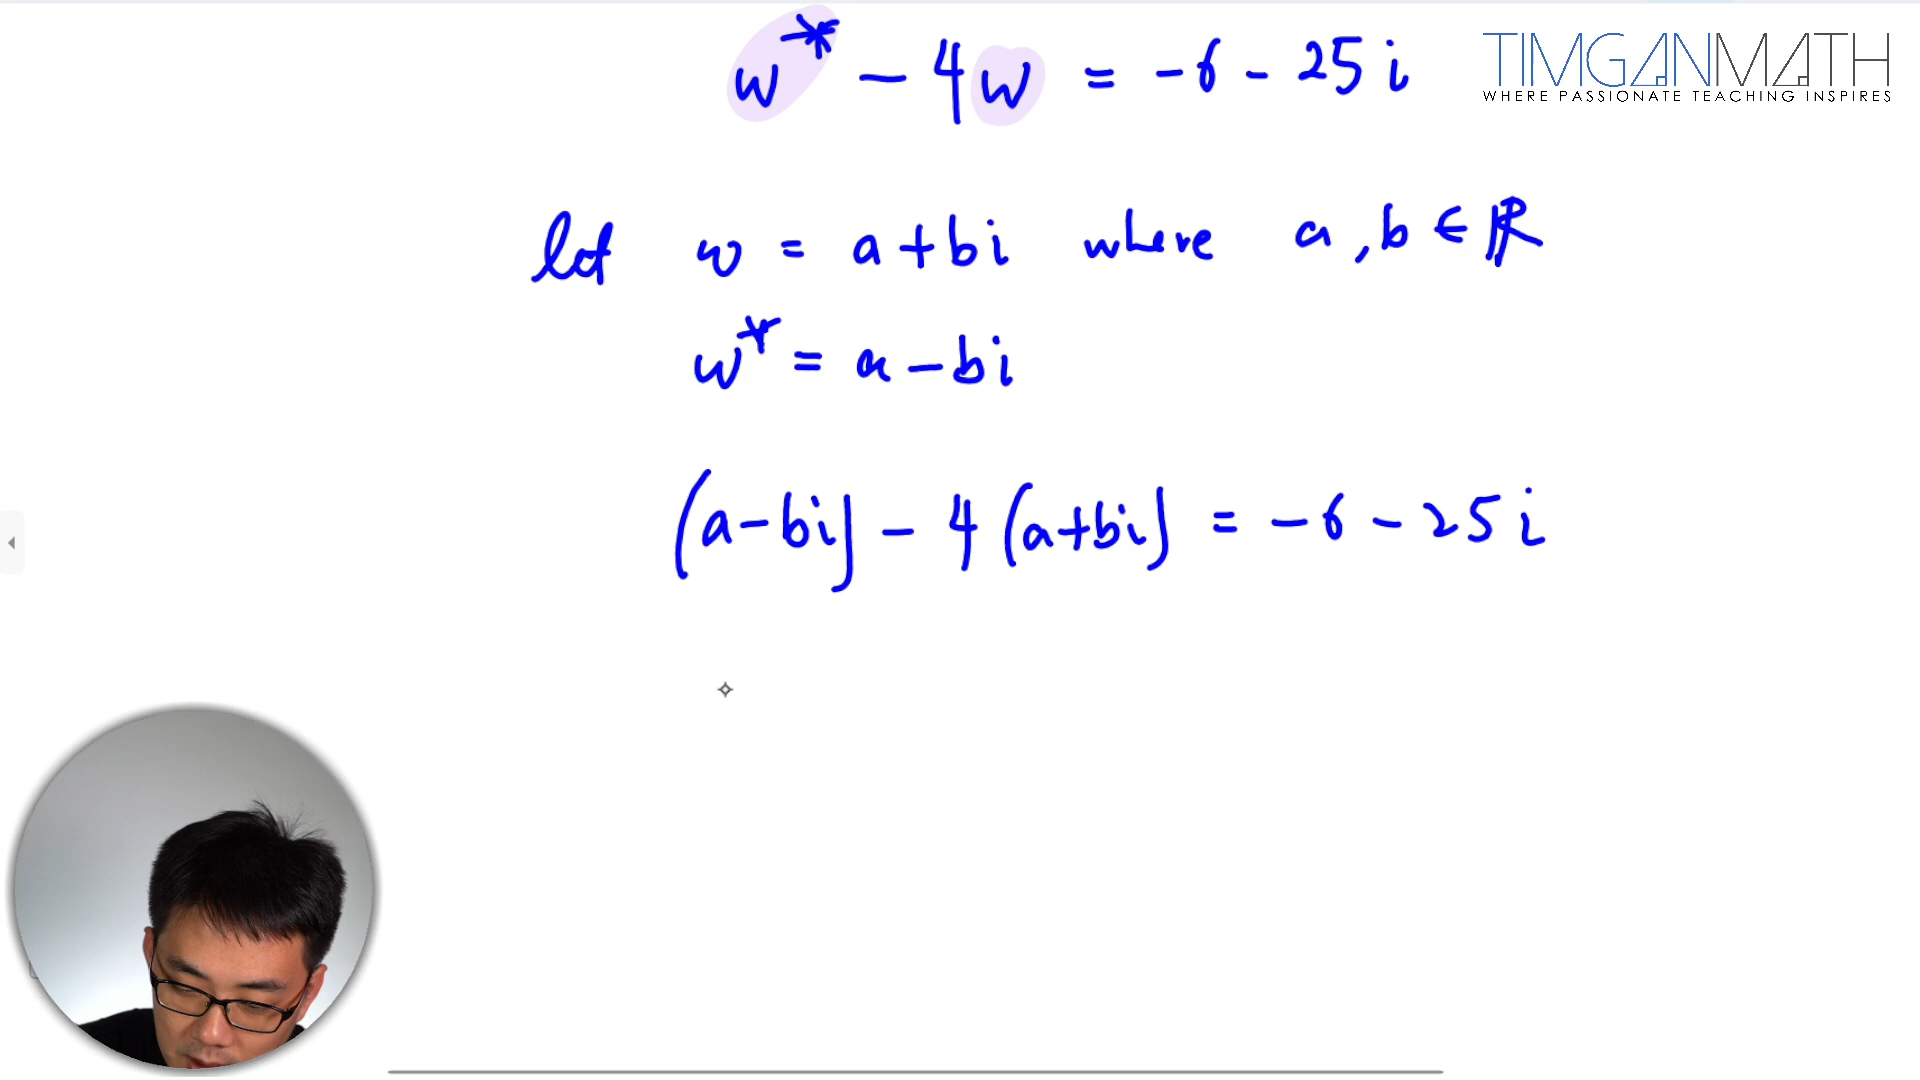 w* - 4w = -6 - 25i
TIMGANMATH
WHERE PASSIONATE TEACHING INSPIRES
let w = a+bi where a, b ∈ ℝ
w* = a-bi
(a-bi) - 4(a+bi) = -6 - 25i